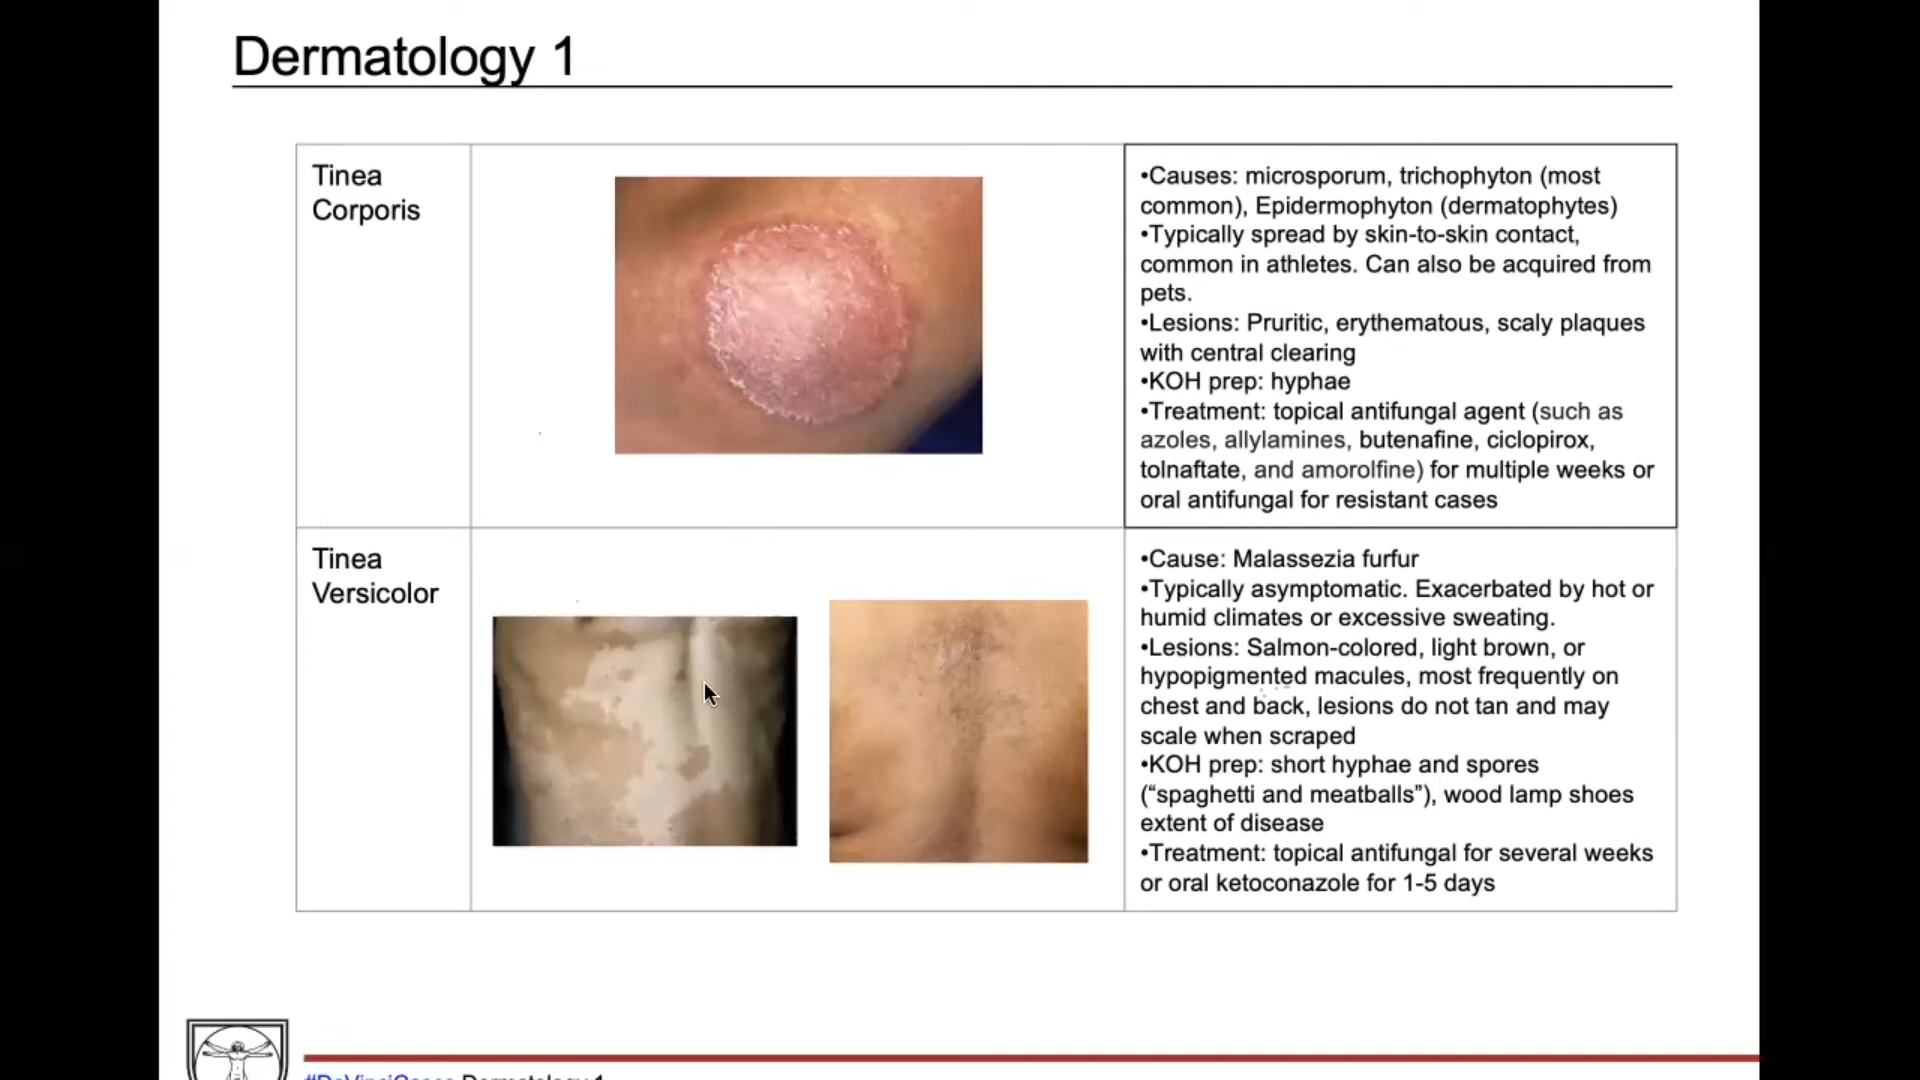 Dermatology 1
Tinea
Corporis
•Causes: microsporum, trichophyton (most
common), Epidermophyton (dermatophytes)
•Typically spread by skin-to-skin contact,
common in athletes. Can also be acquired from
pets.
•Lesions: Pruritic, erythematous, scaly plaques
with central clearing
•KOH prep: hyphae
•Treatment: topical antifungal agent (such as
azoles, allylamines, butenafine, ciclopirox,
tolnaftate, and amorolfine) for multiple weeks or
oral antifungal for resistant cases
Tinea
Versicolor
•Cause: Malassezia furfur
•Typically asymptomatic. Exacerbated by hot or
humid climates or excessive sweating.
•Lesions: Salmon-colored, light brown, or
hypopigmented macules, most frequently on
chest and back, lesions do not tan and may
scale when scraped
•KOH prep: short hyphae and spores
(“spaghetti and meatballs”), wood lamp shoes
extent of disease
•Treatment: topical antifungal for several weeks
or oral ketoconazole for 1-5 days
#DaVinciCases Dermatology 1